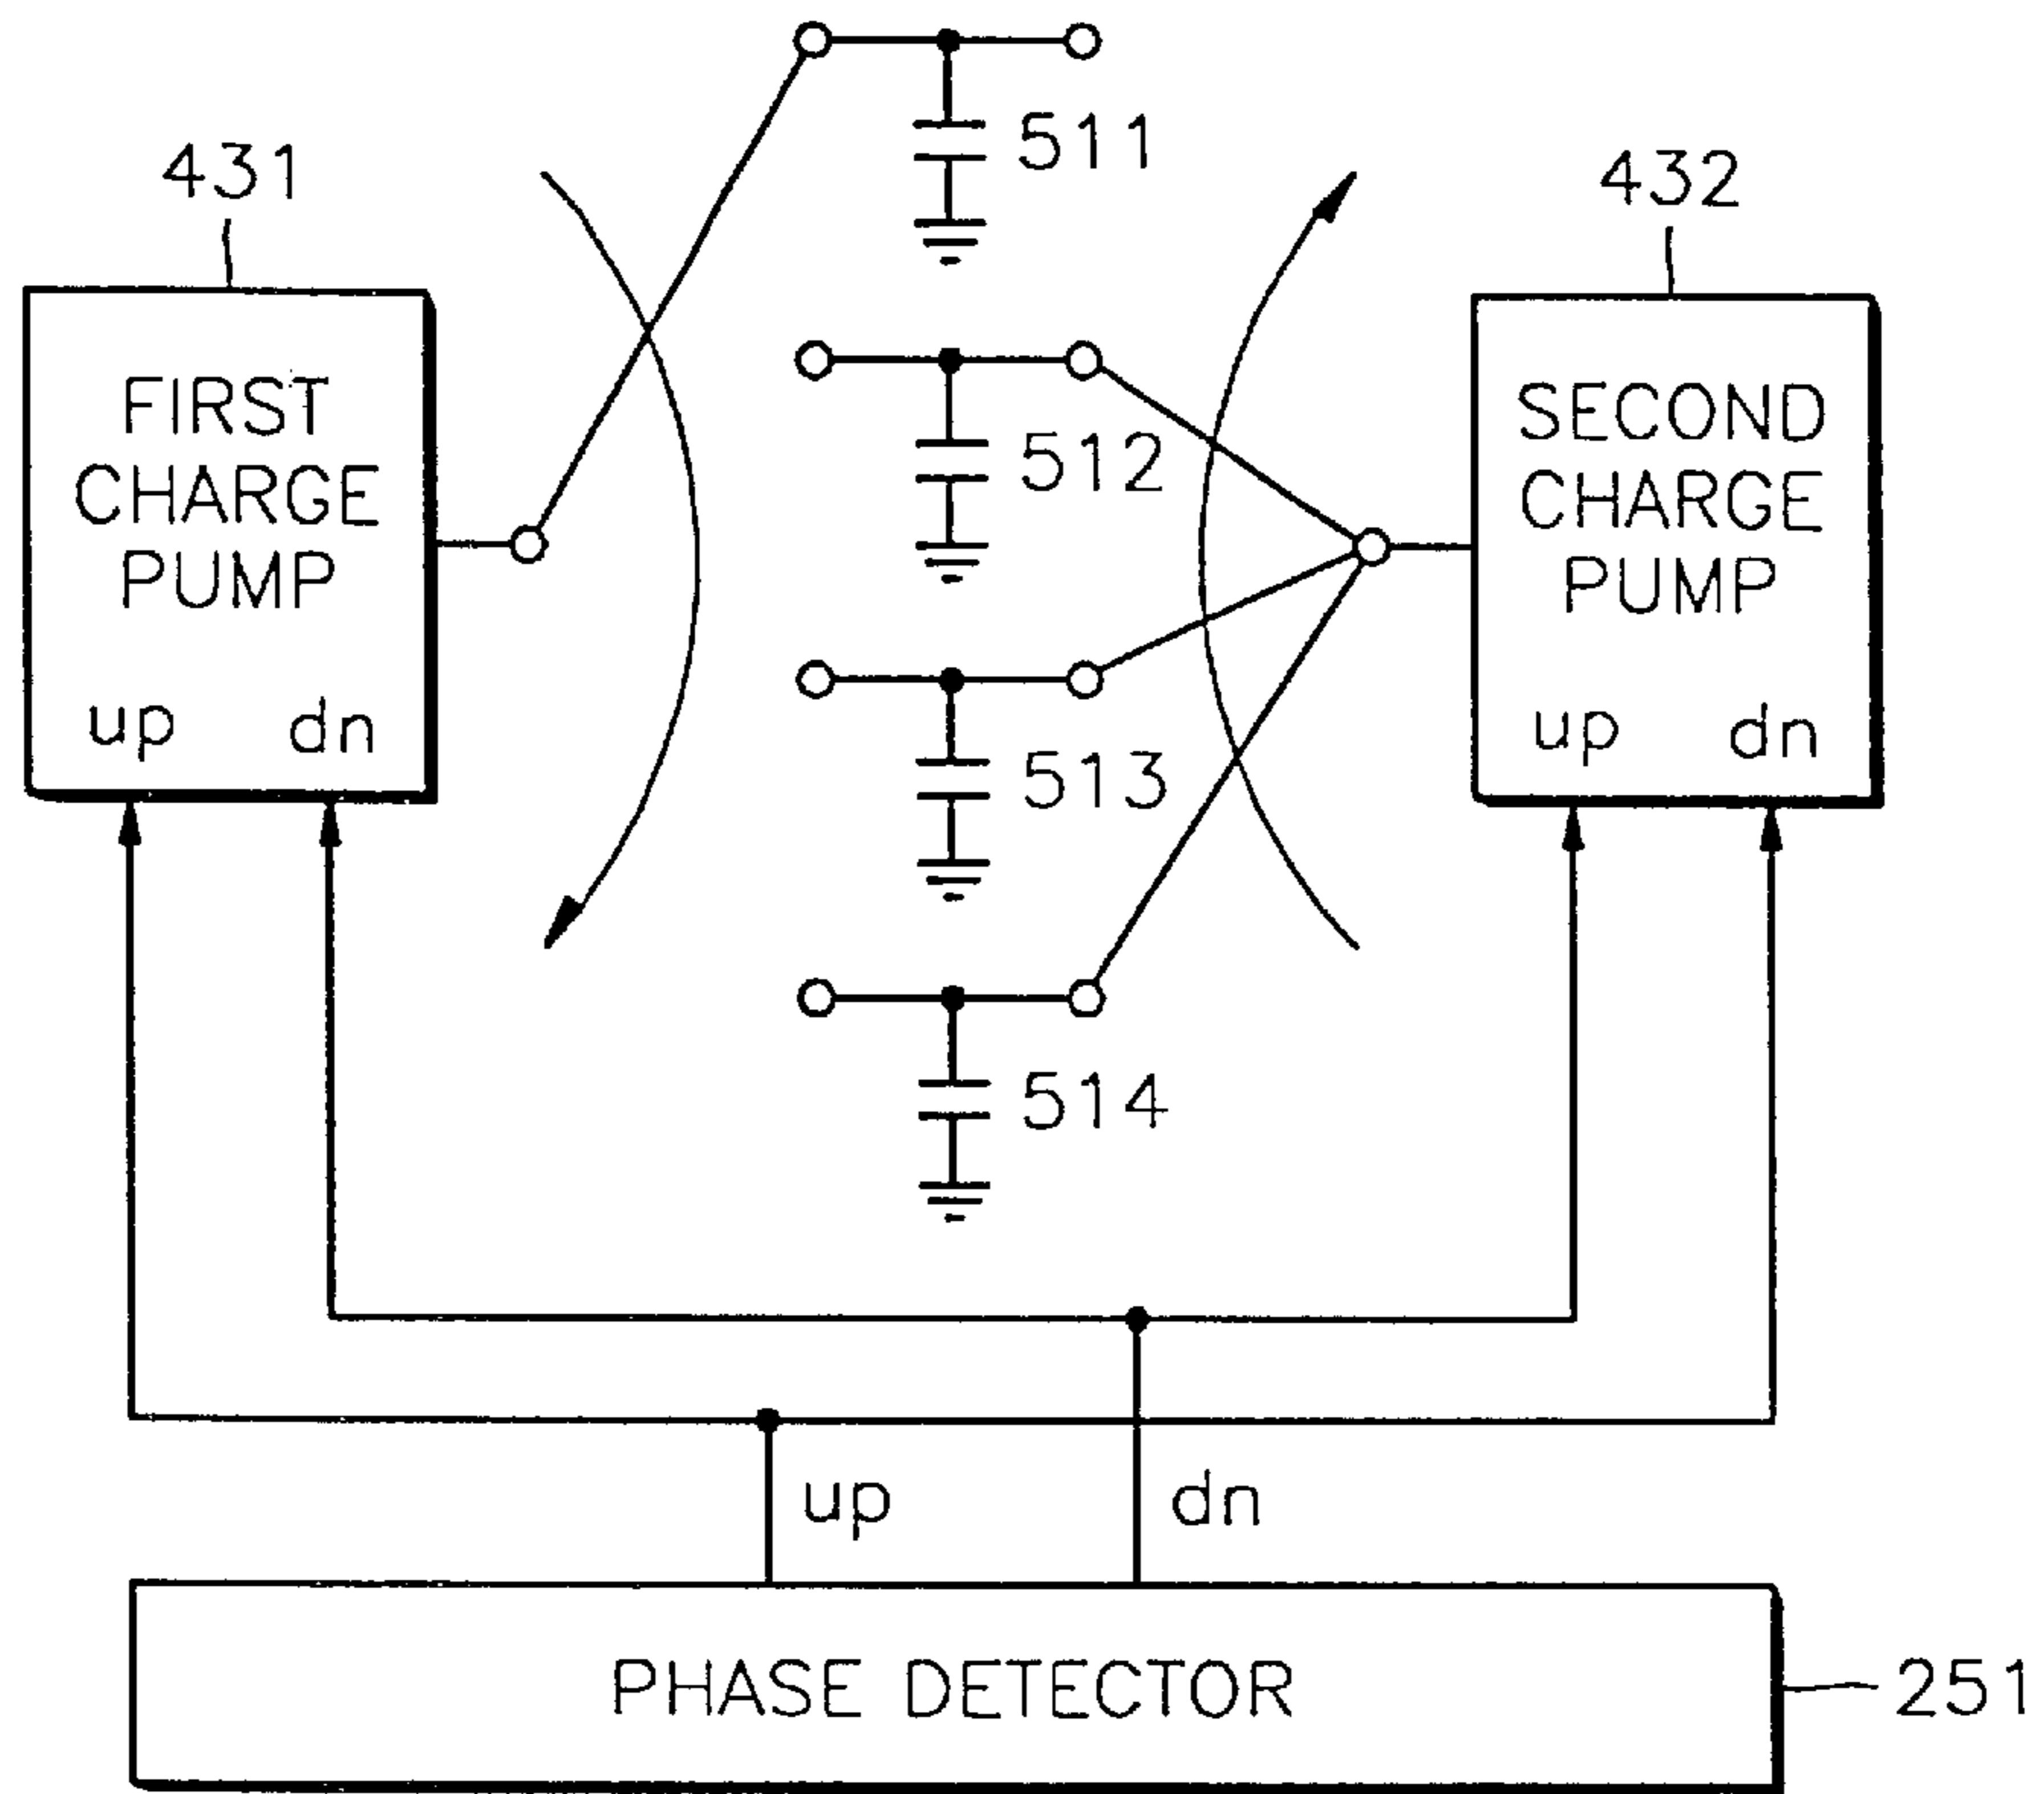 511
431
432
FIRST
CHARGE
PUMP
up dn
SECOND
CHARGE
PUMP
up dn
512
513
514
up
dn
PHASE DETECTOR
251